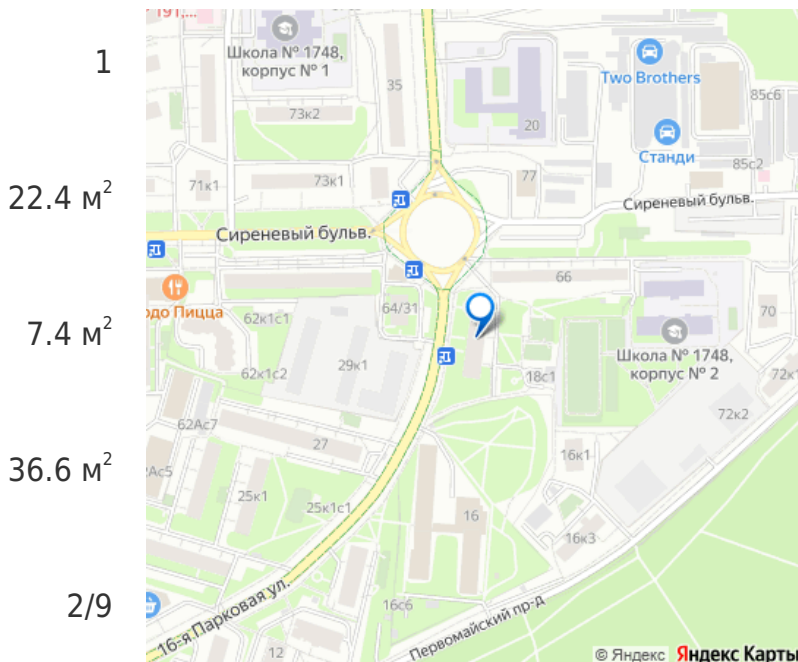 1
22.4 м²
7.4 м²
36.6 м²
2/9
191,...
Школа № 1748,
корпус № 1
35
73к2
20
Two Brothers
85с6
Станди
85с2
71к1
73к1
77
Сиреневый бульв.
Сиреневый бульв.
66
одо Пицца
62к1с1
64/31
70
29к1
Школа № 1748,
корпус № 2
62к1с2
18с1
72к1
72к2
62Ас7
27
16к1
2Ас5
25к1
25к1с1
16
16к3
16-я Парковая ул.
16с6
Первомайский пр-д
12
© Яндекс Яндекс Карты